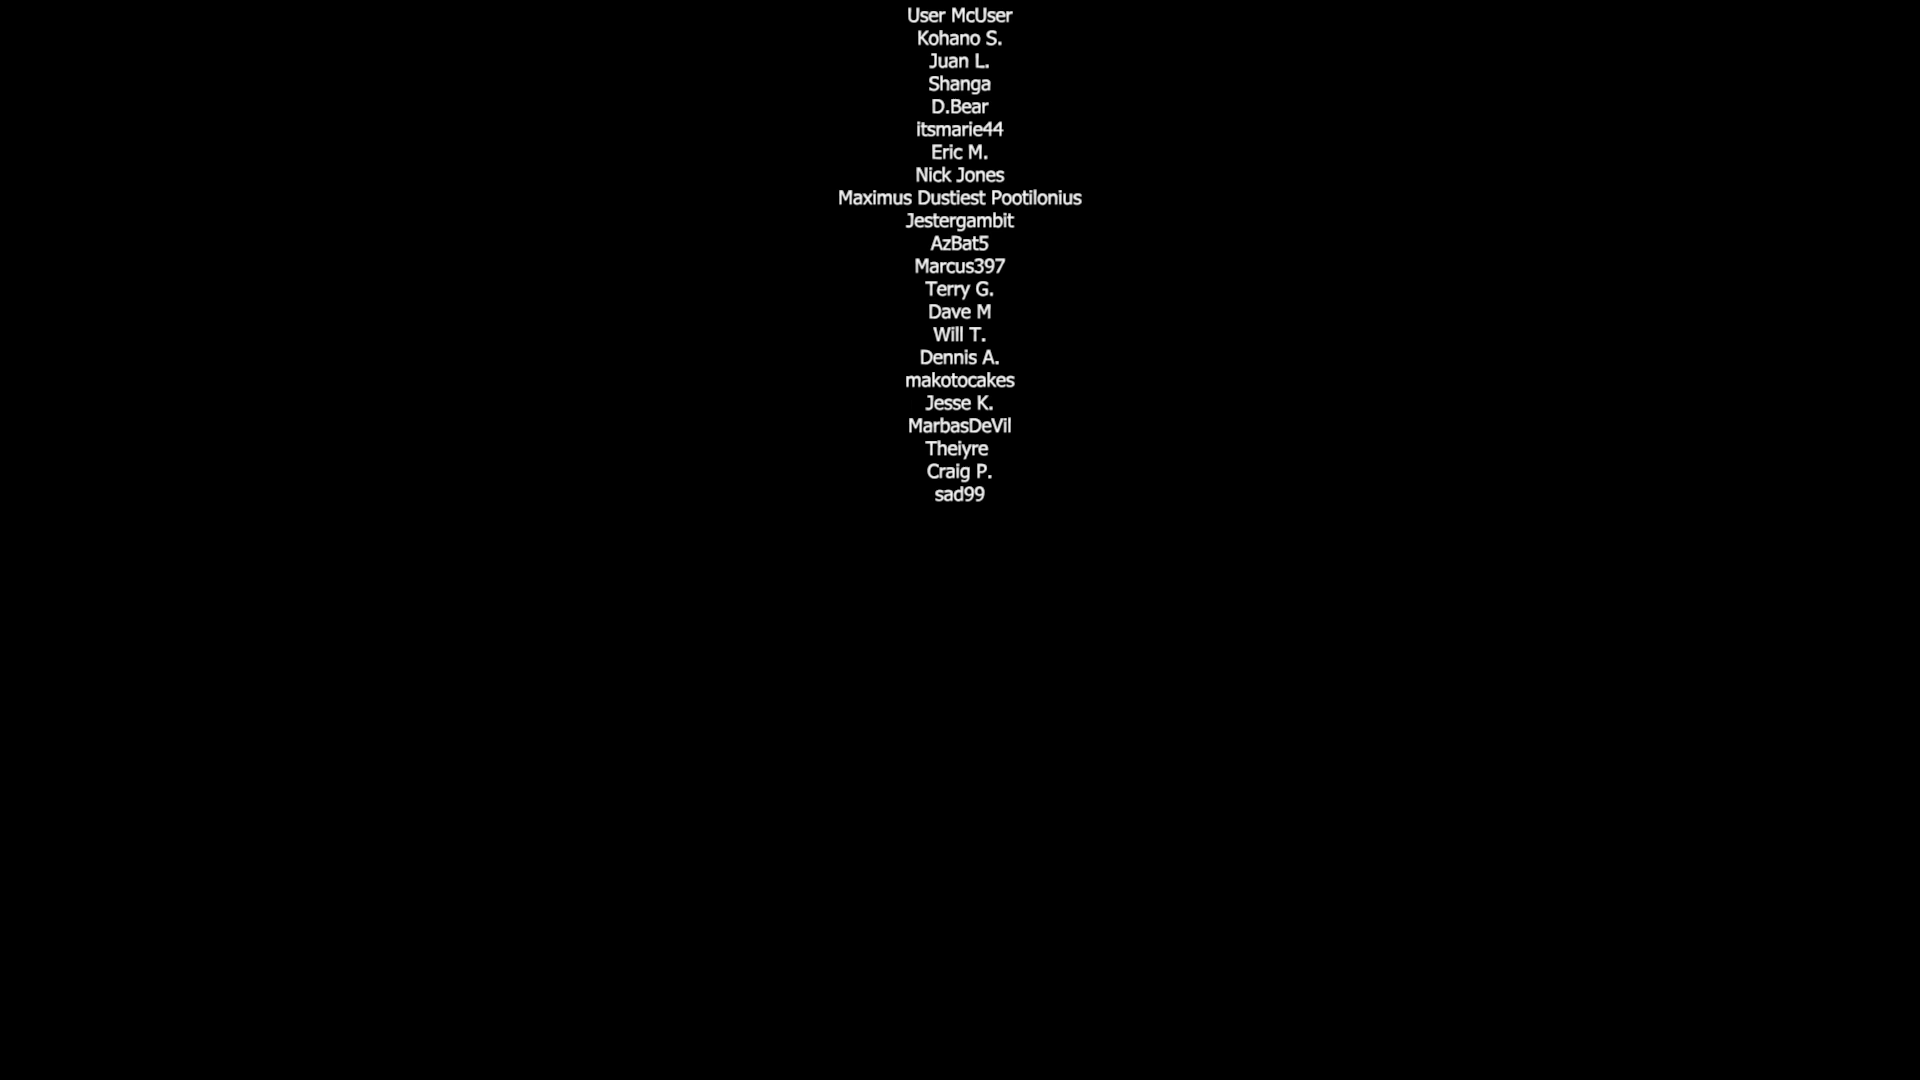 User McUser
Kohano S.
Juan L.
Shanga
D.Bear
itsmarie44
Eric M.
Nick Jones
Maximus Dustiest Pootilonius
Jestergambit
AzBat5
Marcus397
Terry G.
Dave M
Will T.
Dennis A.
makotocakes
Jesse K.
MarbasDeVil
Theiyre
Craig P.
sad99